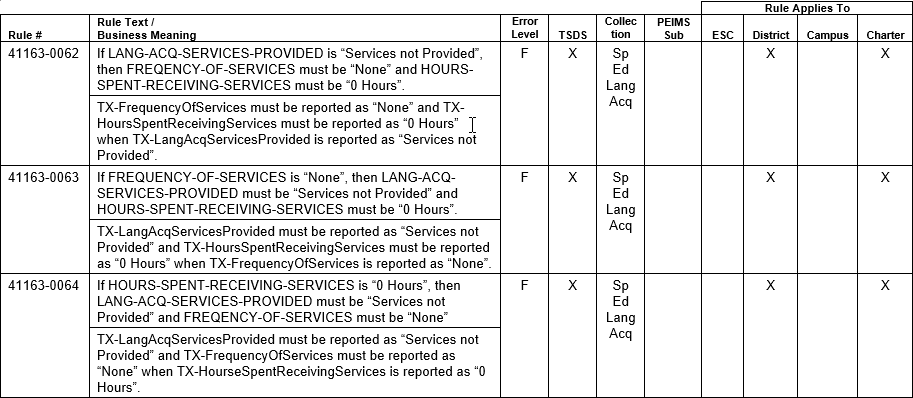 Rule Applies To
Rule #
Rule Text /
Business Meaning
Error
Level
TSDS
Collec
tion
PEIMS
Sub
ESC
District
Campus
Charter
41163-0062
If LANG-ACQ-SERVICES-PROVIDED is “Services not Provided”,
then FREQENCY-OF-SERVICES must be “None” and HOURS-
SPENT-RECEIVING-SERVICES must be “0 Hours”.
TX-FrequencyOfServices must be reported as “None” and TX-
HoursSpentReceivingServices must be reported as “0 Hours”
when TX-LangAcqServicesProvided is reported as “Services not
Provided”.
F
X
Sp
Ed
Lang
Acq
X
X
41163-0063
If FREQUENCY-OF-SERVICES is “None”, then LANG-ACQ-
SERVICES-PROVIDED must be “Services not Provided” and
HOURS-SPENT-RECEIVING-SERVICES must be “0 Hours”.
TX-LangAcqServicesProvided must be reported as “Services not
Provided” and TX-HoursSpentReceivingServices must be reported
as “0 Hours” when TX-FrequencyOfServices is reported as “None”.
F
X
Sp
Ed
Lang
Acq
X
X
41163-0064
If HOURS-SPENT-RECEIVING-SERVICES is “0 Hours”, then
LANG-ACQ-SERVICES-PROVIDED must be “Services not
Provided” and FREQENCY-OF-SERVICES must be “None”
TX-LangAcqServicesProvided must be reported as “Services not
Provided” and TX-FrequencyOfServices must be reported as
“None” when TX-HourseSpentReceivingServices is reported as “0
Hours”.
F
X
Sp
Ed
Lang
Acq
X
X